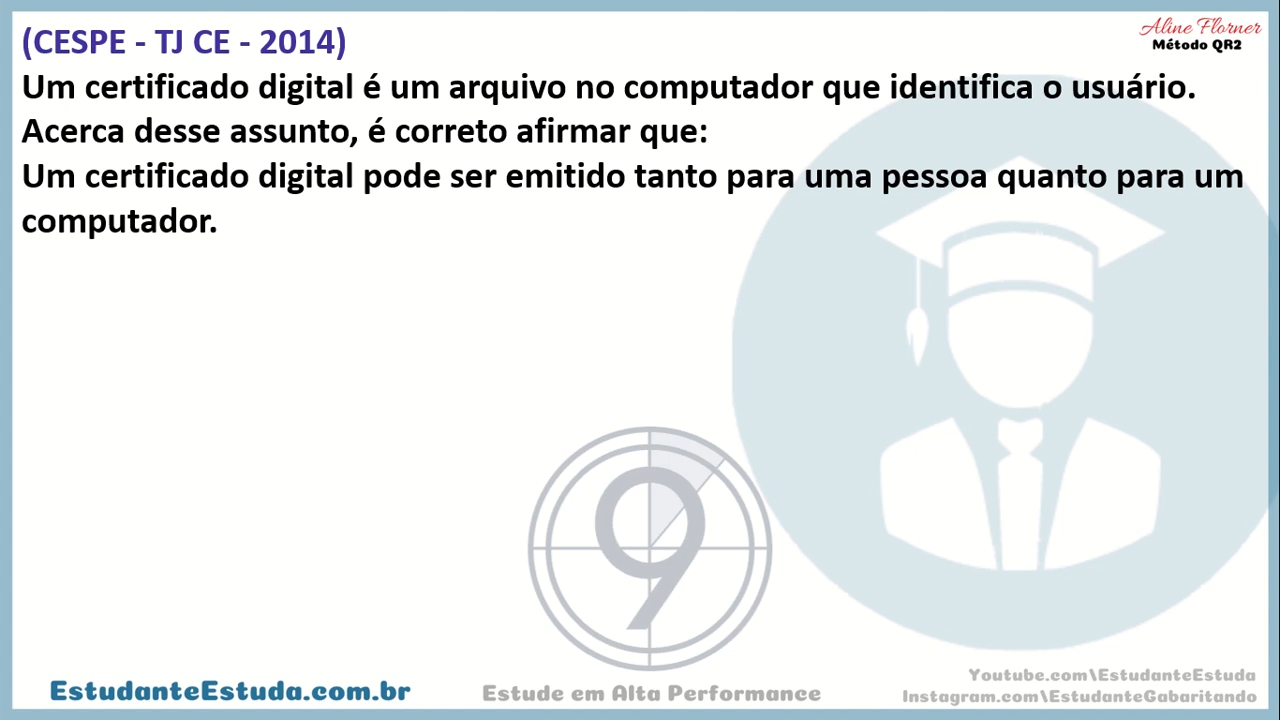 (CESPE - TJ CE - 2014)
Aline Florner
Método QR2
Um certificado digital é um arquivo no computador que identifica o usuário.
Acerca desse assunto, é correto afirmar que:
Um certificado digital pode ser emitido tanto para uma pessoa quanto para um
computador.
9
EstudanteEstuda.com.br
Estude em Alta Performance
Youtube.com\EstudanteEstuda
Instagram.com\EstudanteGabaritando